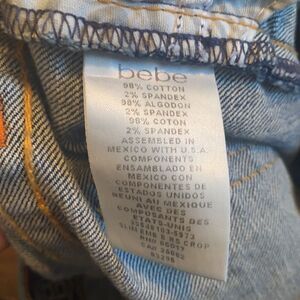 bebe
98% COTTON
2% SPANDEX
98% ALGODON
2% SPANDEX
98% COTON
2% SPANDEX
ASSEMBLED IN
MEXICO WITH U.S.A.
COMPONENTS
ENSAMBLADO EN
MEXICO CON
COMPONENTES DE
ESTADOS UNIDOS
REUNI AU MEXIQUE
AVEC DES
COMPOSANTS DES
ETATS-UNIS
CROP